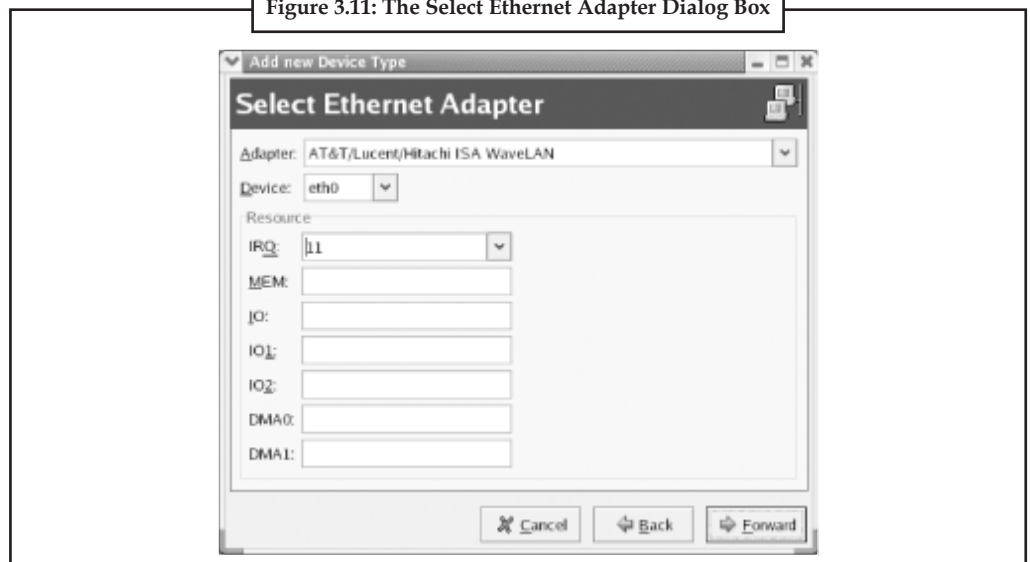 Figure 3.11: The Select Ethernet Adapter Dialog Box
Add new Device Type
Select Ethernet Adapter
Adapter: AT&T/Lucent/Hitachi ISA WaveLAN
Device: eth0
Resource
IRQ: 11
MEM:
IO:
IO1:
IO2:
DMA0:
DMA1:
Cancel Back Forward